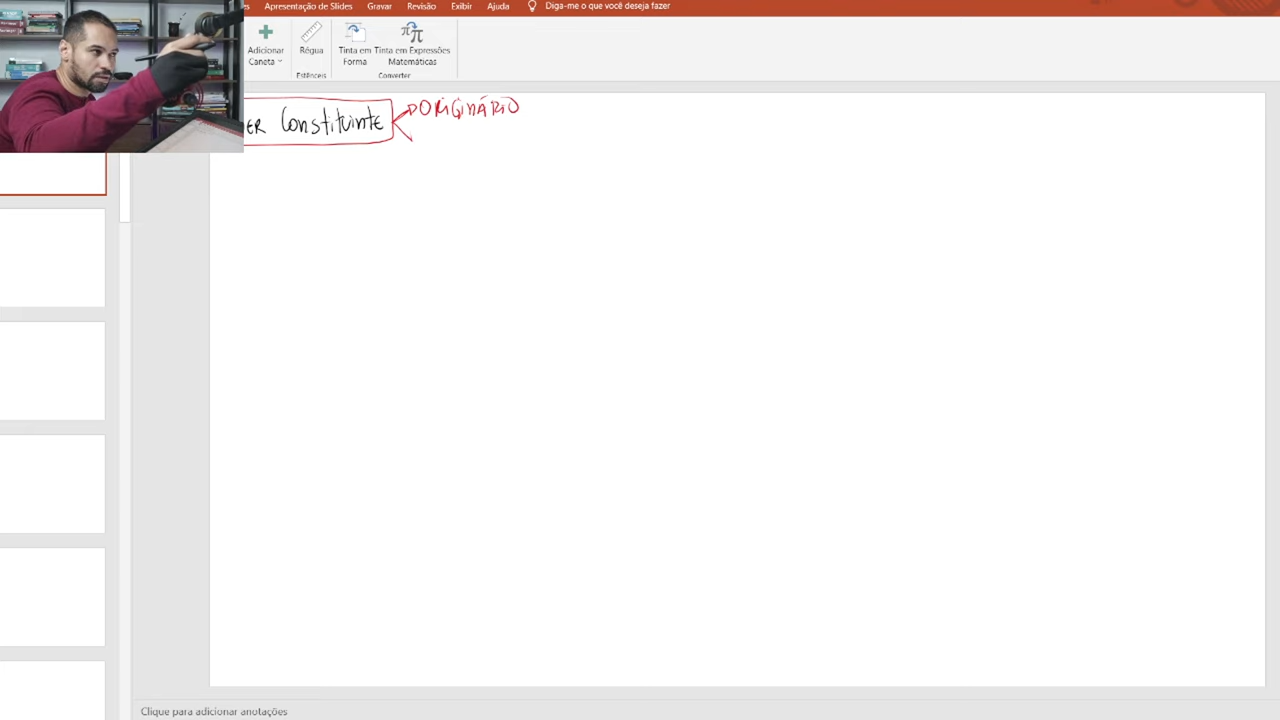 es Apresentação de Slides Gravar Revisão Exibir Ajuda Diga-me o que você deseja fazer
Adicionar Caneta
Régua
Tinta em Forma
Tinta em Expressões Matemáticas
Estênceis
Converter
ER Constituinte
ORIGINÁRIO
Clique para adicionar anotações